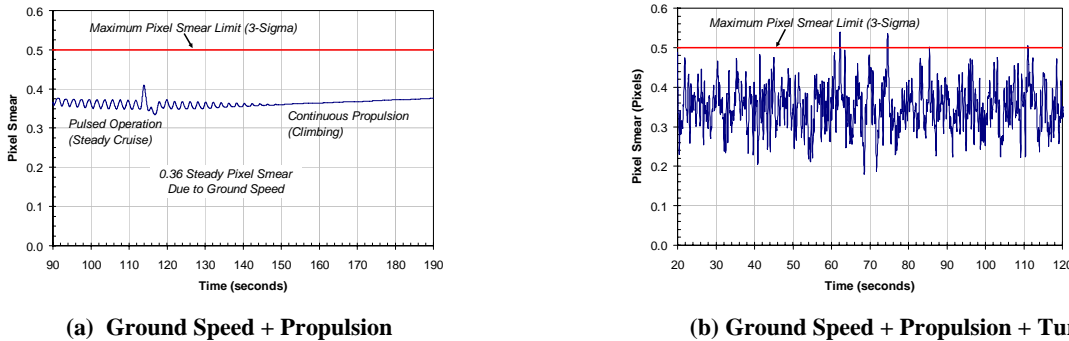 Maximum Pixel Smear Limit (3-Sigma)
0.6
0.5
0.4
0.3
0.2
0.1
0.0
Pixel Smear
Pulsed Operation
(Steady Cruise)
Continuous Propulsion
(Climbing)
0.36 Steady Pixel Smear
Due to Ground Speed
90 100 110 120 130 140 150 160 170 180 190
Time (seconds)
(a) Ground Speed + Propulsion
Maximum Pixel Smear Limit (3-Sigma)
0.6
0.5
0.4
0.3
0.2
0.1
0.0
Pixel Smear (Pixels)
20 30 40 50 60 70 80 90 100 110 120
Time (seconds)
(b) Ground Speed + Propulsion + Tur